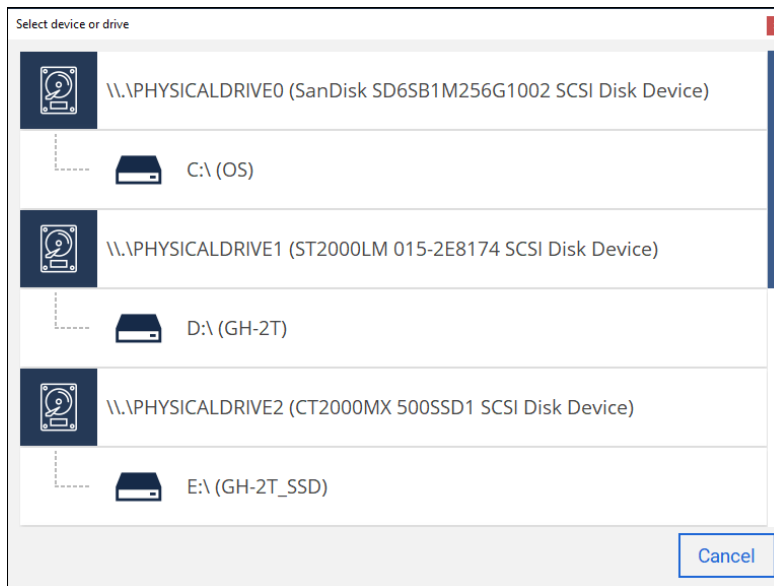 Select device or drive
\\.\PHYSICALDRIVE0 (SanDisk SD6SB1M256G1002 SCSI Disk Device)
C:\ (OS)
\\.\PHYSICALDRIVE1 (ST2000LM 015-2E8174 SCSI Disk Device)
D:\ (GH-2T)
\\.\PHYSICALDRIVE2 (CT2000MX 500SSD1 SCSI Disk Device)
E:\ (GH-2T_SSD)
Cancel